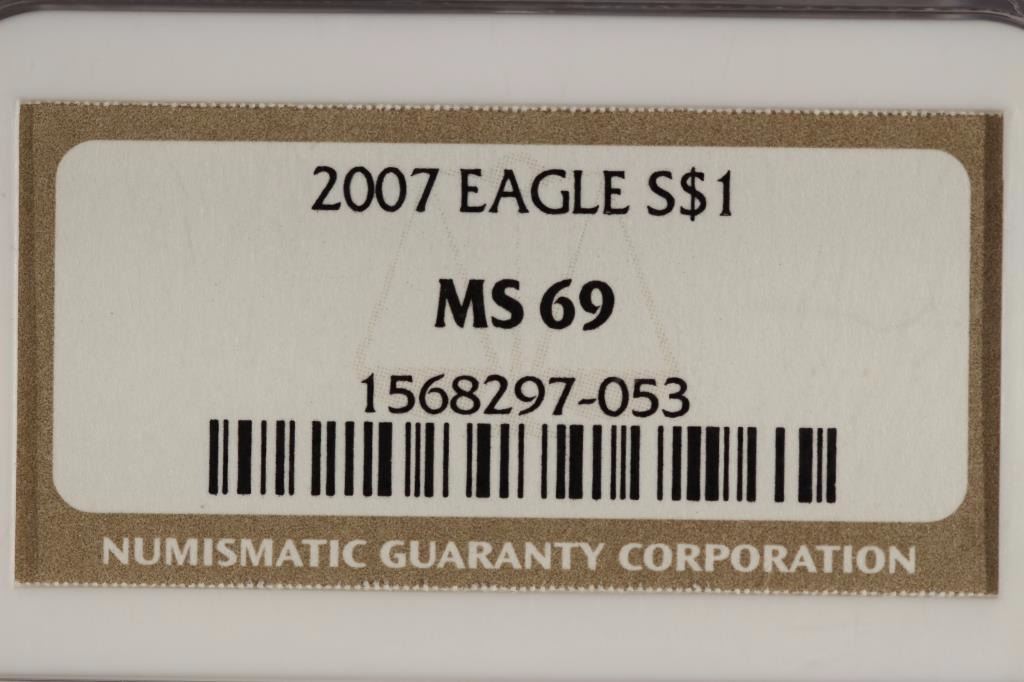 2007 EAGLE S$1
MS 69
1568297-053
NUMISMATIC GUARANTY CORPORATION